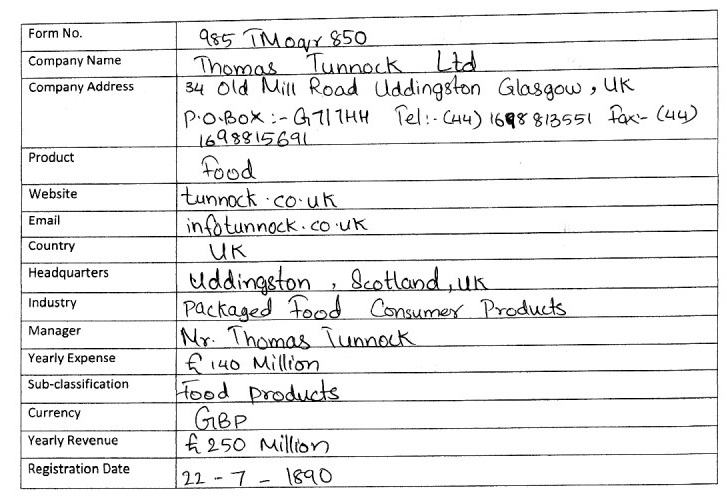 Form No. 985 TMoqr 850
Company Name Thomas Tunnock Ltd
Company Address 34 Old Mill Road Uddingston Glasgow, UK
P.O.BOX :- G717HH Tel:- (44) 1698 813551 Fax:- (44)
1698815691
Product Food
Website tunnock.co.uk
Email infotunnock.co.uk
Country UK
Headquarters Uddingston, Scotland, UK
Industry Packaged Food Consumer Products
Manager Mr. Thomas Tunnock
Yearly Expense £ 140 Million
Sub-classification Food products
Currency GBP
Yearly Revenue £ 250 Million
Registration Date 22 - 7 - 1890